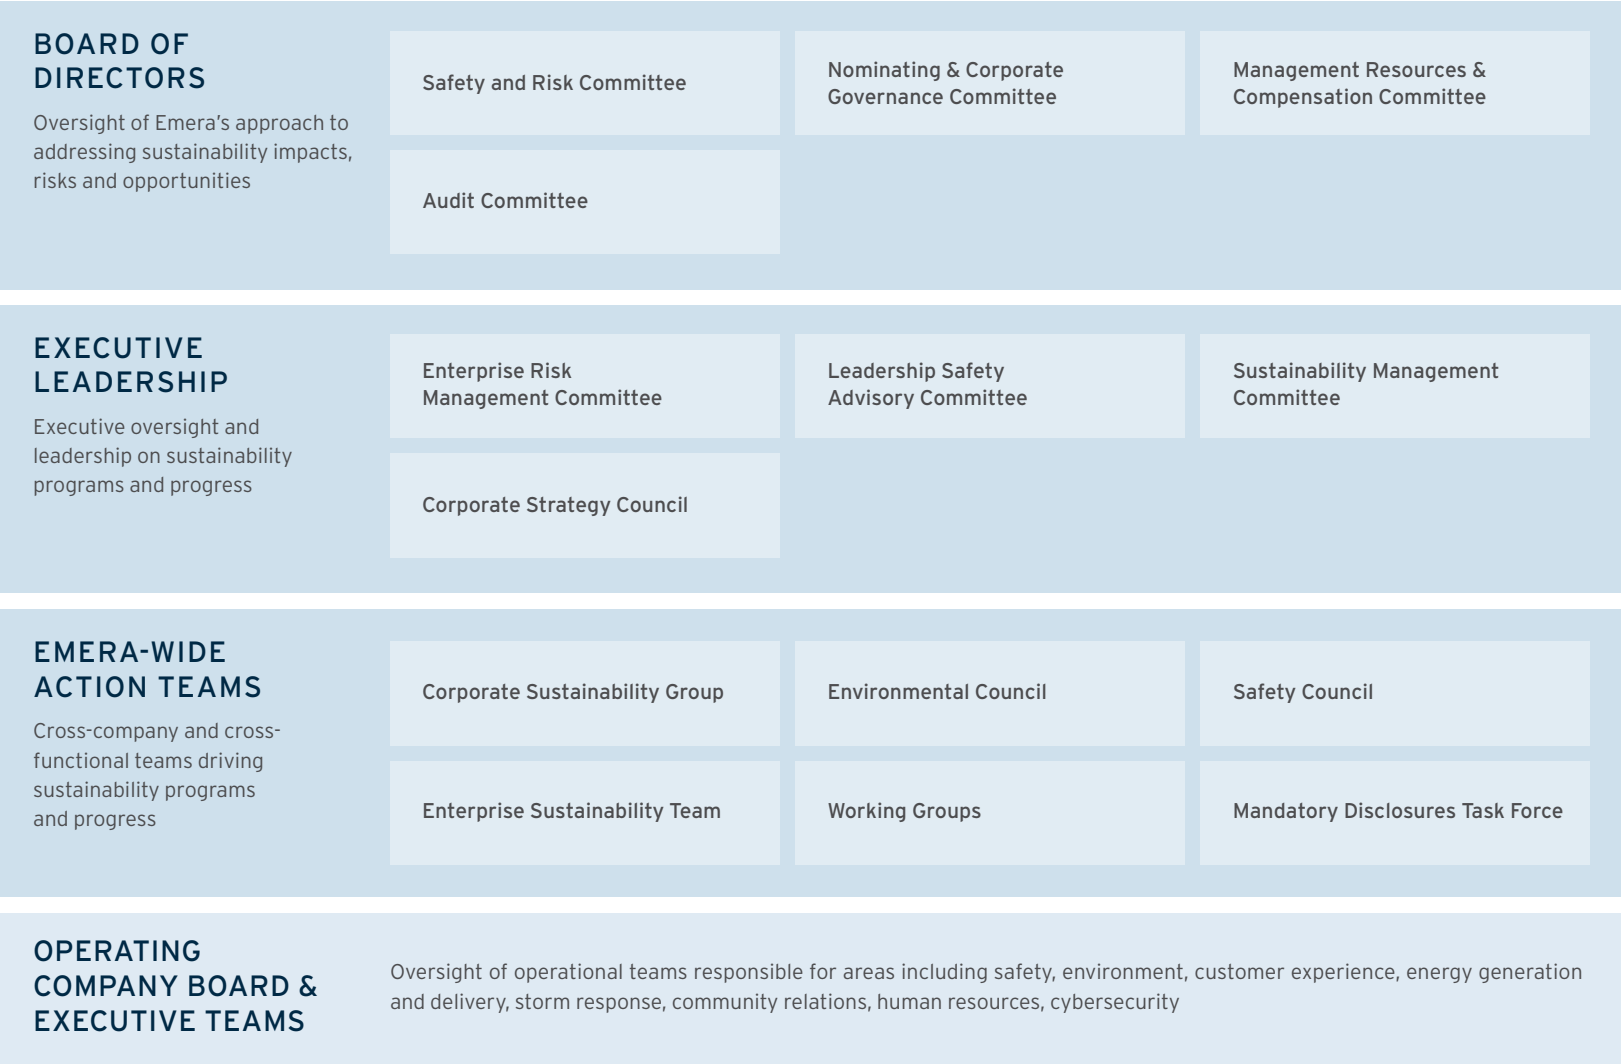 BOARD OF
DIRECTORS
Oversight of Emera’s approach to
addressing sustainability impacts,
risks and opportunities
Safety and Risk Committee
Nominating & Corporate
Governance Committee
Management Resources &
Compensation Committee
Audit Committee
EXECUTIVE
LEADERSHIP
Executive oversight and
leadership on sustainability
programs and progress
Enterprise Risk
Management Committee
Leadership Safety
Advisory Committee
Sustainability Management
Committee
Corporate Strategy Council
EMERA-WIDE
ACTION TEAMS
Cross-company and cross-
functional teams driving
sustainability programs
and progress
Corporate Sustainability Group
Environmental Council
Safety Council
Enterprise Sustainability Team
Working Groups
Mandatory Disclosures Task Force
OPERATING
COMPANY BOARD &
EXECUTIVE TEAMS
Oversight of operational teams responsible for areas including safety, environment, customer experience, energy generation
and delivery, storm response, community relations, human resources, cybersecurity